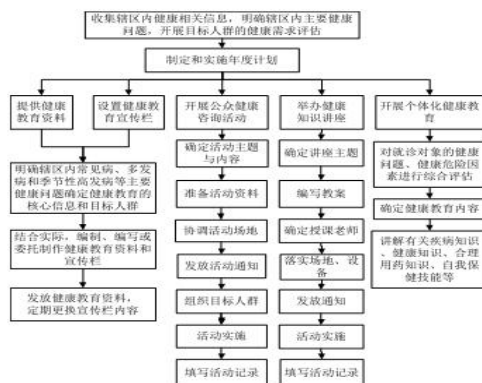 收集辖区内健康相关信息，明确辖区内主要健康
问题，开展目标人群的健康需求评估
制定和实施年度计划
提供健康
教育资料
设置健康教
育宣传栏
开展公众健康
咨询活动
举办健康
知识讲座
开展个体化健康教育
明确辖区内常见病、多发
病和季节性高发病等主要
健康问题确定健康教育的
核心信息和目标人群
结合实际，编制、编写或
委托制作健康教育资料和
宣传栏
发放健康教育资料，
定期更换宣传栏内容
确定活动主题
与内容
准备活动资料
协调活动场地
发放活动通知
组织目标人群
活动实施
填写活动记录
确定讲座主题
编写教案
确定授课老师
落实场地、设
备
发放通知
活动实施
填写活动记录
对就诊对象的健康
问题、健康危险因
素进行综合评估
确定健康教育内容
讲解有关疾病知识
、健康知识、合理
用药知识、自我保
健技能等